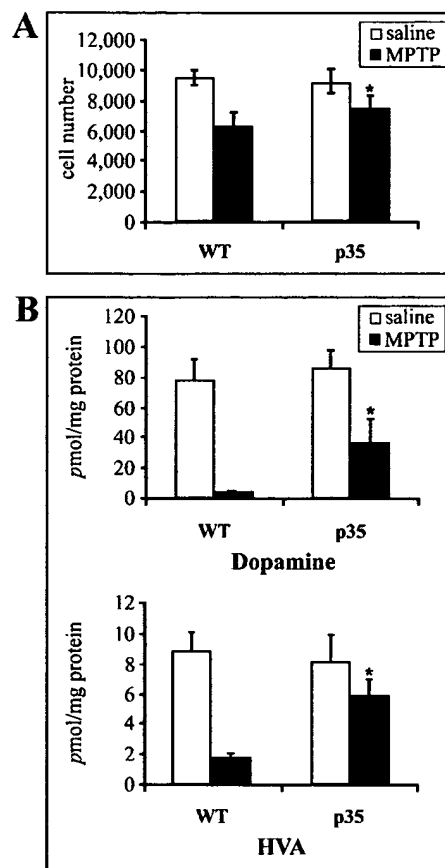 A
saline
MPTP
12,000
10,000
8,000
6,000
4,000
2,000
0
cell number
*
WT
p35
B
saline
MPTP
120
100
80
60
40
20
0
pmol/mg protein
*
WT
p35
Dopamine
12
10
8
6
4
2
0
pmol/mg protein
*
WT
p35
HVA